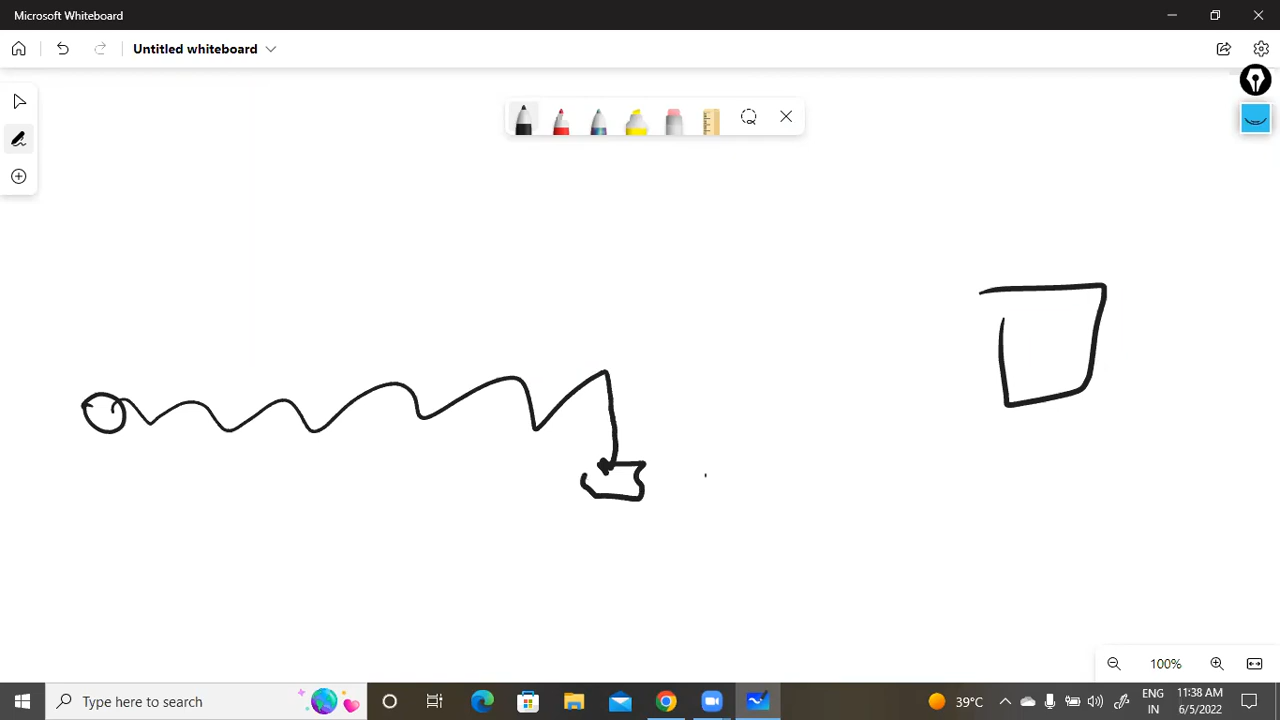 Microsoft Whiteboard
Untitled whiteboard
100%
Type here to search
39°C
ENG
IN
11:38 AM
6/5/2022